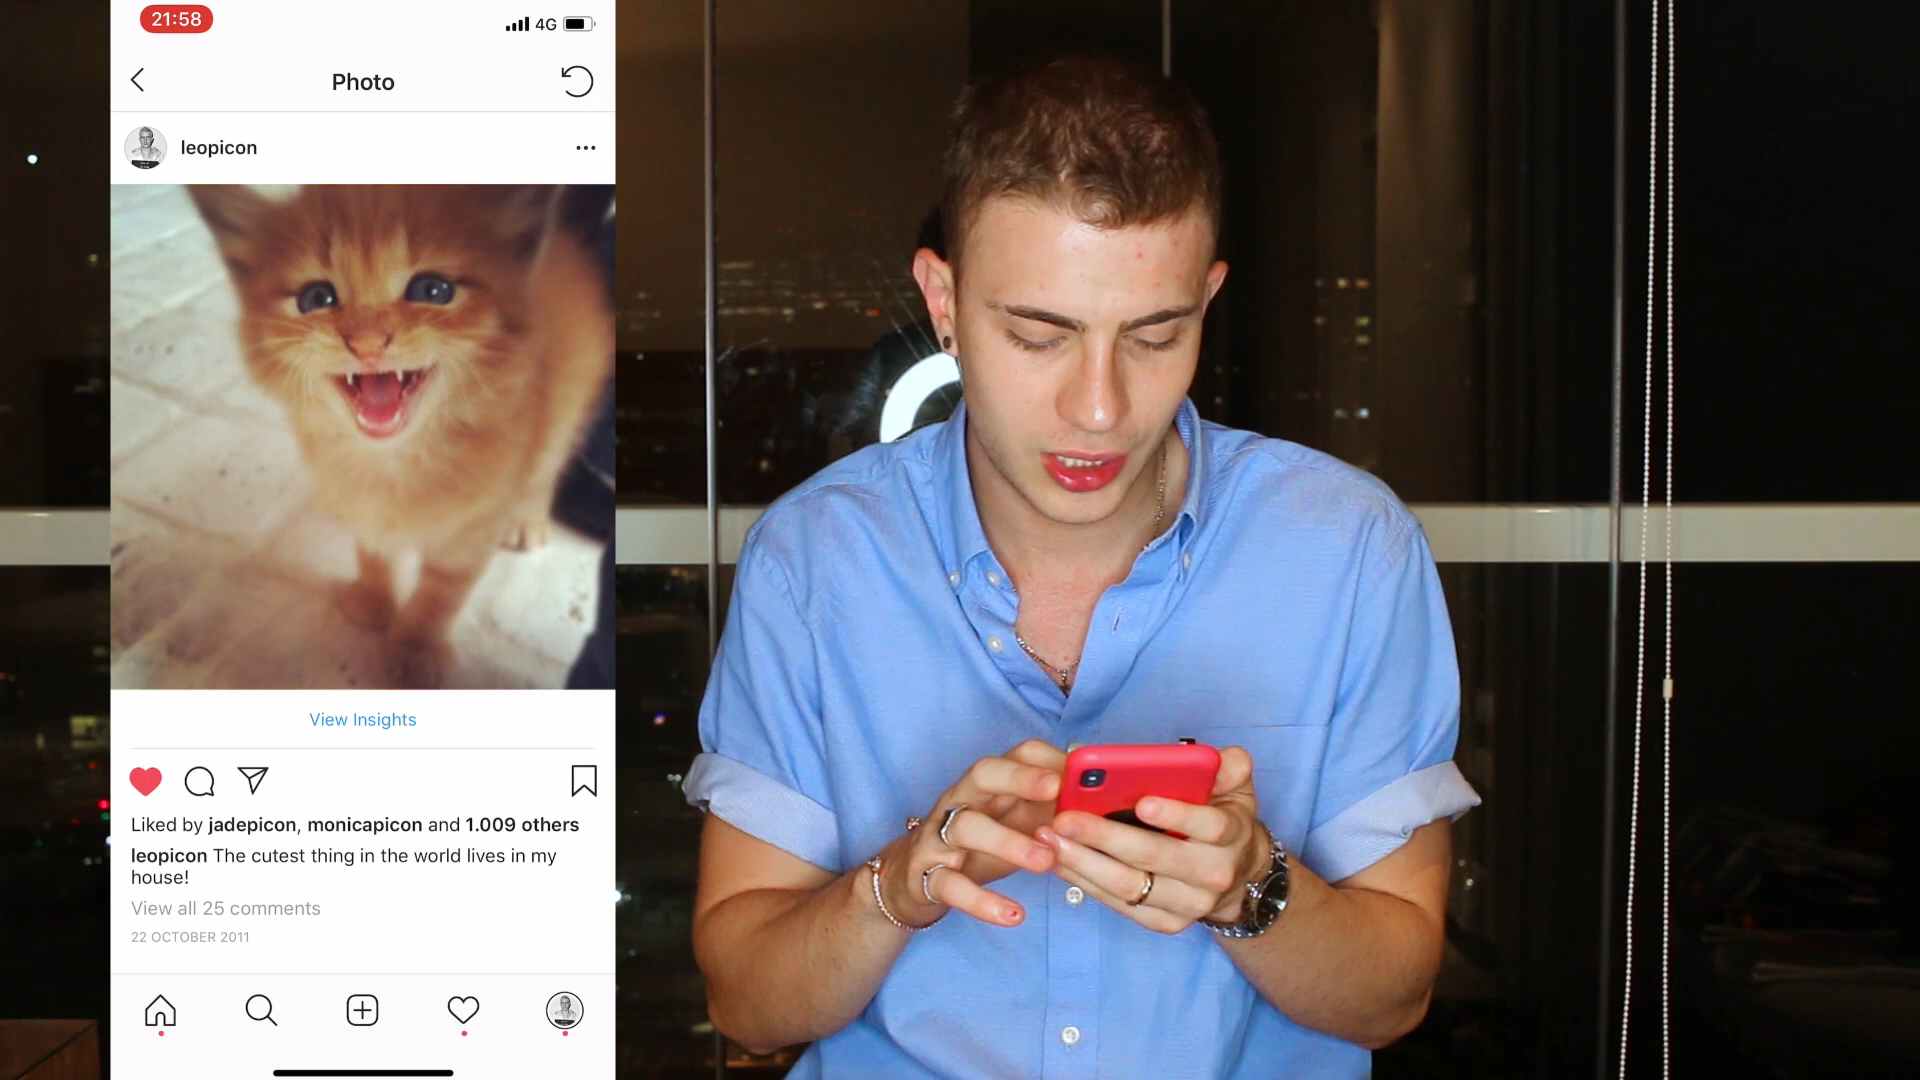 21:58
4G
Photo
leopicon
View Insights
Liked by jadepicon, monicapicon and 1.009 others
leopicon The cutest thing in the world lives in my
house!
View all 25 comments
22 OCTOBER 2011